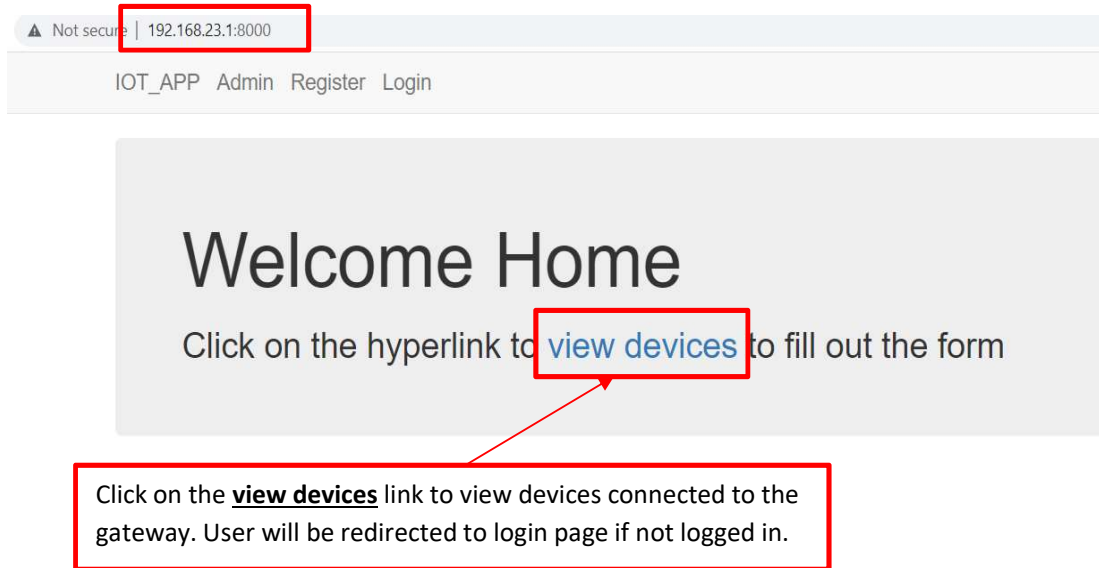 Not secure | 192.168.23.1:8000
IOT_APP Admin Register Login
Welcome Home
Click on the hyperlink to view devices to fill out the form
Click on the view devices link to view devices connected to the
gateway. User will be redirected to login page if not logged in.